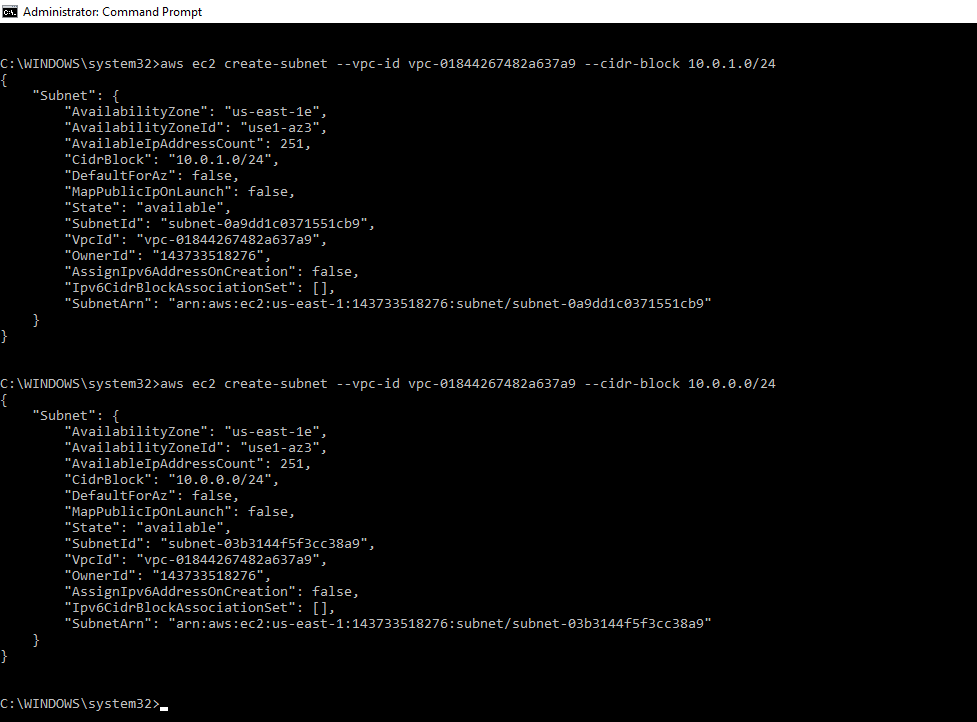 Administrator: Command Prompt
C:\WINDOWS\system32>aws ec2 create-subnet --vpc-id vpc-01844267482a637a9 --cidr-block 10.0.1.0/24
{
    "Subnet": {
        "AvailabilityZone": "us-east-1e",
        "AvailabilityZoneId": "use1-az3",
        "AvailableIpAddressCount": 251,
        "CidrBlock": "10.0.1.0/24",
        "DefaultForAz": false,
        "MapPublicIpOnLaunch": false,
        "State": "available",
        "SubnetId": "subnet-0a9dd1c0371551cb9",
        "VpcId": "vpc-01844267482a637a9",
        "OwnerId": "143733518276",
        "AssignIpv6AddressOnCreation": false,
        "Ipv6CidrBlockAssociationSet": [],
        "SubnetArn": "arn:aws:ec2:us-east-1:143733518276:subnet/subnet-0a9dd1c0371551cb9"
    }
}
C:\WINDOWS\system32>aws ec2 create-subnet --vpc-id vpc-01844267482a637a9 --cidr-block 10.0.0.0/24
{
    "Subnet": {
        "AvailabilityZone": "us-east-1e",
        "AvailabilityZoneId": "use1-az3",
        "AvailableIpAddressCount": 251,
        "CidrBlock": "10.0.0.0/24",
        "DefaultForAz": false,
        "MapPublicIpOnLaunch": false,
        "State": "available",
        "SubnetId": "subnet-03b3144f5f3cc38a9",
        "VpcId": "vpc-01844267482a637a9",
        "OwnerId": "143733518276",
        "AssignIpv6AddressOnCreation": false,
        "Ipv6CidrBlockAssociationSet": [],
        "SubnetArn": "arn:aws:ec2:us-east-1:143733518276:subnet/subnet-03b3144f5f3cc38a9"
    }
}
C:\WINDOWS\system32>